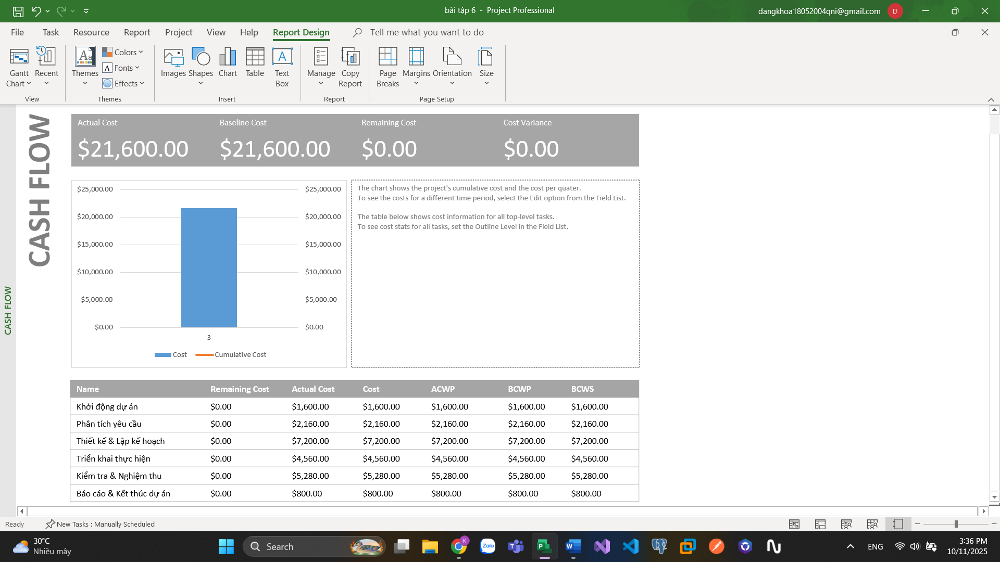 bài tập 6 - Project Professional
dangkhoa18052004qni@gmail.com
D
File Task Resource Report Project View Help Report Design Tell me what you want to do
Gantt Chart
Recent
View
Themes
Colors
Fonts
Effects
Themes
Images
Shapes
Chart
Table
Text Box
Insert
Manage
Copy Report
Report
Page Breaks
Margins
Orientation
Size
Page Setup
CASH FLOW
CASH FLOW
Actual Cost Baseline Cost Remaining Cost Cost Variance
$21,600.00 $21,600.00 $0.00 $0.00
$25,000.00 $25,000.00
$20,000.00 $20,000.00
$15,000.00 $15,000.00
$10,000.00 $10,000.00
$5,000.00 $5,000.00
$0.00 $0.00
3
Cost Cumulative Cost
The chart shows the project's cumulative cost and the cost per quater.
To see the costs for a different time period, select the Edit option from the Field List.
The table below shows cost information for all top-level tasks.
To see cost stats for all tasks, set the Outline Level in the Field List.
Name Remaining Cost Actual Cost Cost ACWP BCWP BCWS
Khởi động dự án $0.00 $1,600.00 $1,600.00 $1,600.00 $1,600.00 $1,600.00
Phân tích yêu cầu $0.00 $2,160.00 $2,160.00 $2,160.00 $2,160.00 $2,160.00
Thiết kế & Lập kế hoạch $0.00 $7,200.00 $7,200.00 $7,200.00 $7,200.00 $7,200.00
Triển khai thực hiện $0.00 $4,560.00 $4,560.00 $4,560.00 $4,560.00 $4,560.00
Kiểm tra & Nghiệm thu $0.00 $5,280.00 $5,280.00 $5,280.00 $5,280.00 $5,280.00
Báo cáo & Kết thúc dự án $0.00 $800.00 $800.00 $800.00 $800.00 $800.00
Ready New Tasks : Manually Scheduled
30°C
Nhiều mây
Search
K
Zalo
ENG
3:36 PM
10/11/2025